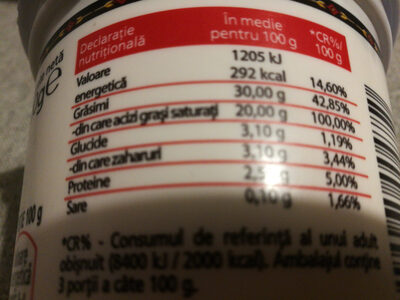 Declarație nutrițională În medie pentru 100 g *CR%/ 100 g
Valoare energetică 1205 kJ 292 kcal 14,60%
Grăsimi 30,00 g 42,85%
-din care acizi grași saturați 20,00 g 100,00%
Glucide 3,10 g 1,19%
-din care zaharuri 3,10 g 3,44%
Proteine 5,00%
Sare 0,10 g 1,66%
*CR% - Consumul de referință al unui adult
obișnuit (8400 kJ / 2000 kcal). Ambalajul conține
3 porții a câte 100 g.
netă
100 g